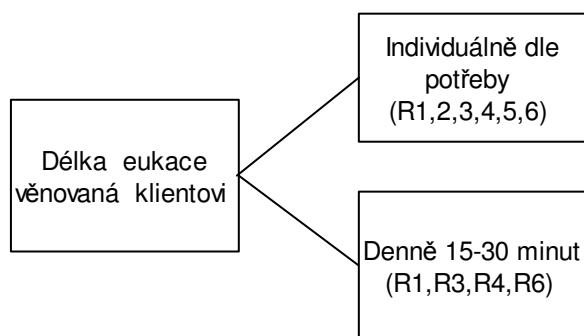 Individuálně dle
potřeby
(R1,2,3,4,5,6)
Délka eukace
věnovaná klientovi
Denně 15-30 minut
(R1,R3,R4,R6)